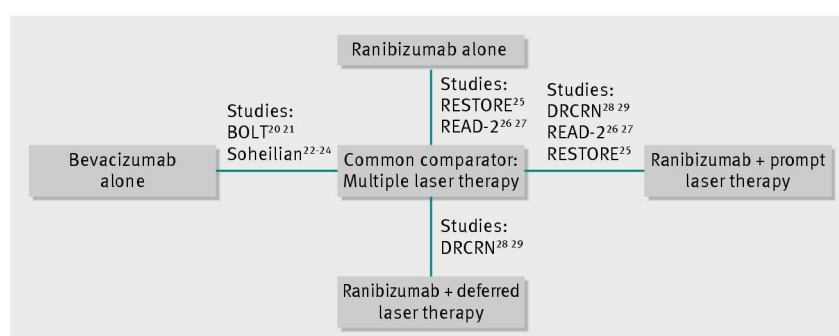 Ranibizumab alone
Studies:
RESTORE²⁵
READ-2²⁶ ²⁷
Studies:
DRCRN²⁸ ²⁹
READ-2²⁶ ²⁷
RESTORE²⁵
Studies:
BOLT²⁰ ²¹
Soheilian²²⁻²⁴
Bevacizumab
alone
Common comparator:
Multiple laser therapy
Ranibizumab + prompt
laser therapy
Studies:
DRCRN²⁸ ²⁹
Ranibizumab + deferred
laser therapy